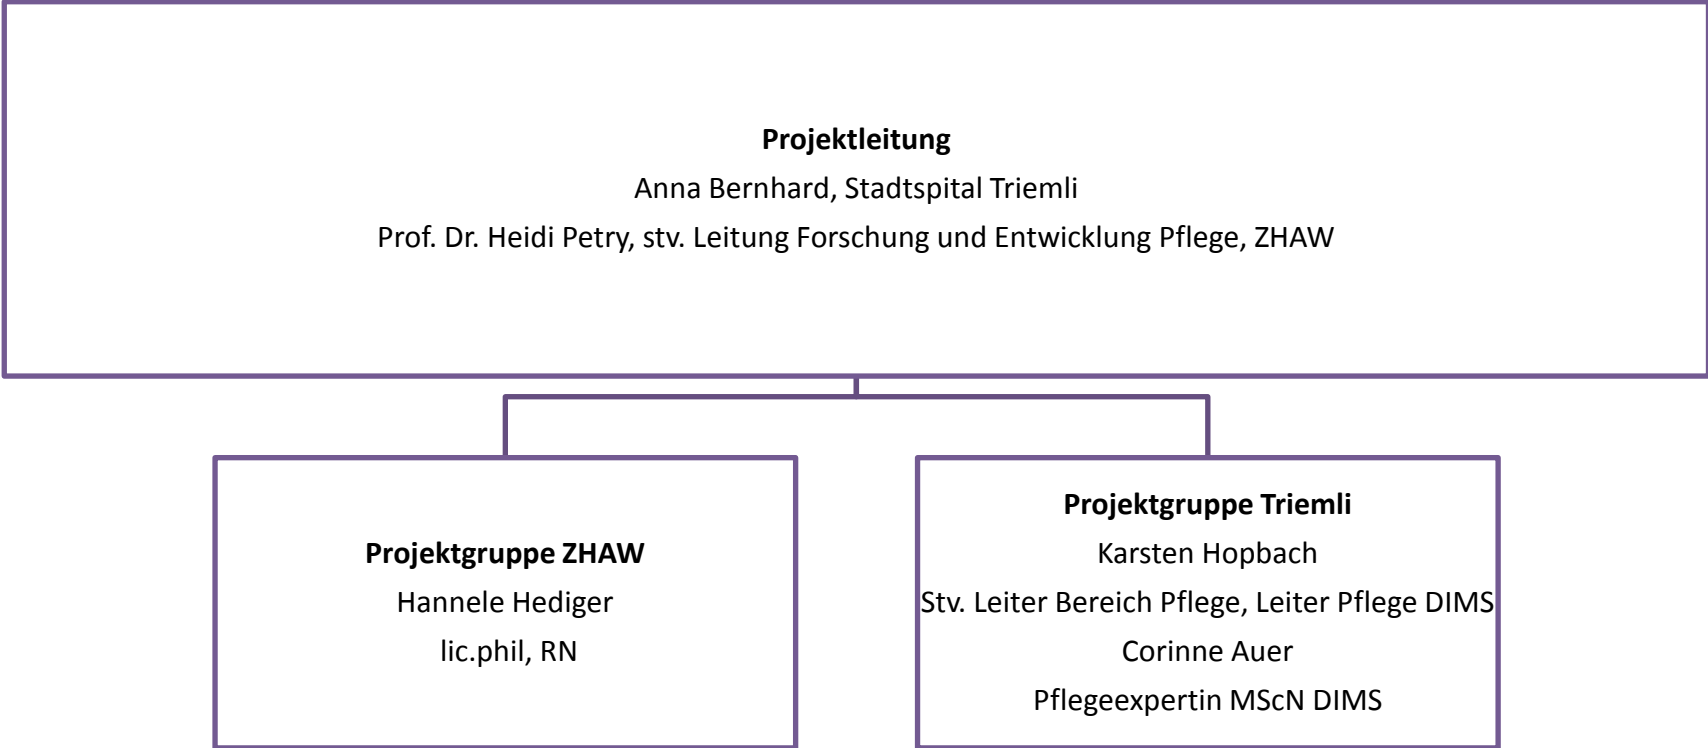 Projektleitung
Anna Bernhard, Stadtspital Triemli
Prof. Dr. Heidi Petry, stv. Leitung Forschung und Entwicklung Pflege, ZHAW
Projektgruppe ZHAW
Hannele Hediger
lic.phil, RN
Projektgruppe Triemli
Karsten Hopbach
Stv. Leiter Bereich Pflege, Leiter Pflege DIMS
Corinne Auer
Pflegeexpertin MScN DIMS